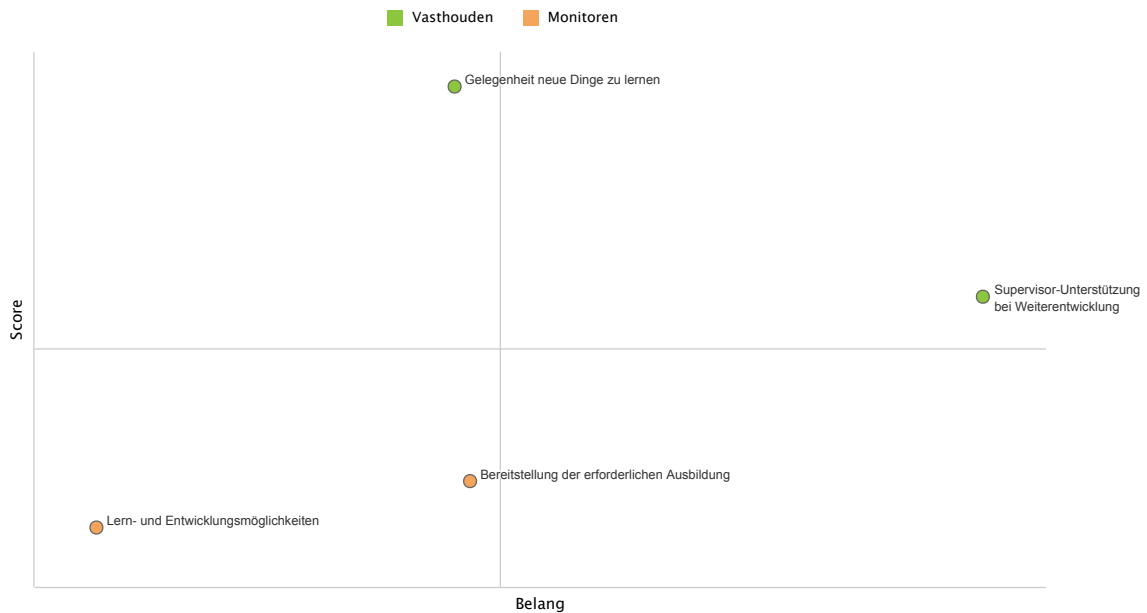 Vasthouden
Monitoren
Gelegenheit neue Dinge zu lernen
Supervisor-Unterstützung
bei Weiterentwicklung
Score
Bereitstellung der erforderlichen Ausbildung
Lern- und Entwicklungsmöglichkeiten
Belang